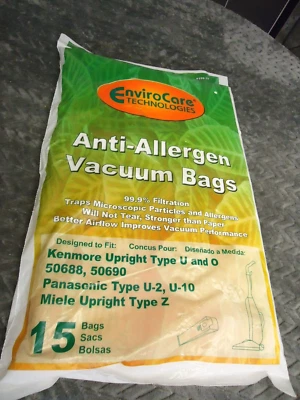 EnviroCare
TECHNOLOGIES
Anti-Allergen
Vacuum Bags
99.9% Filtration
Traps Microscopic Particles and Allergens
Will Not Tear, Stronger than Paper
Better Airflow Improves Vacuum Performance
Designed to Fit: Concus Pour: Diseñado a Medida:
Kenmore Upright Type U and O
50688, 50690
Panasonic Type U-2, U-10
Miele Upright Type Z
15 Bags
Sacs
Bolsas